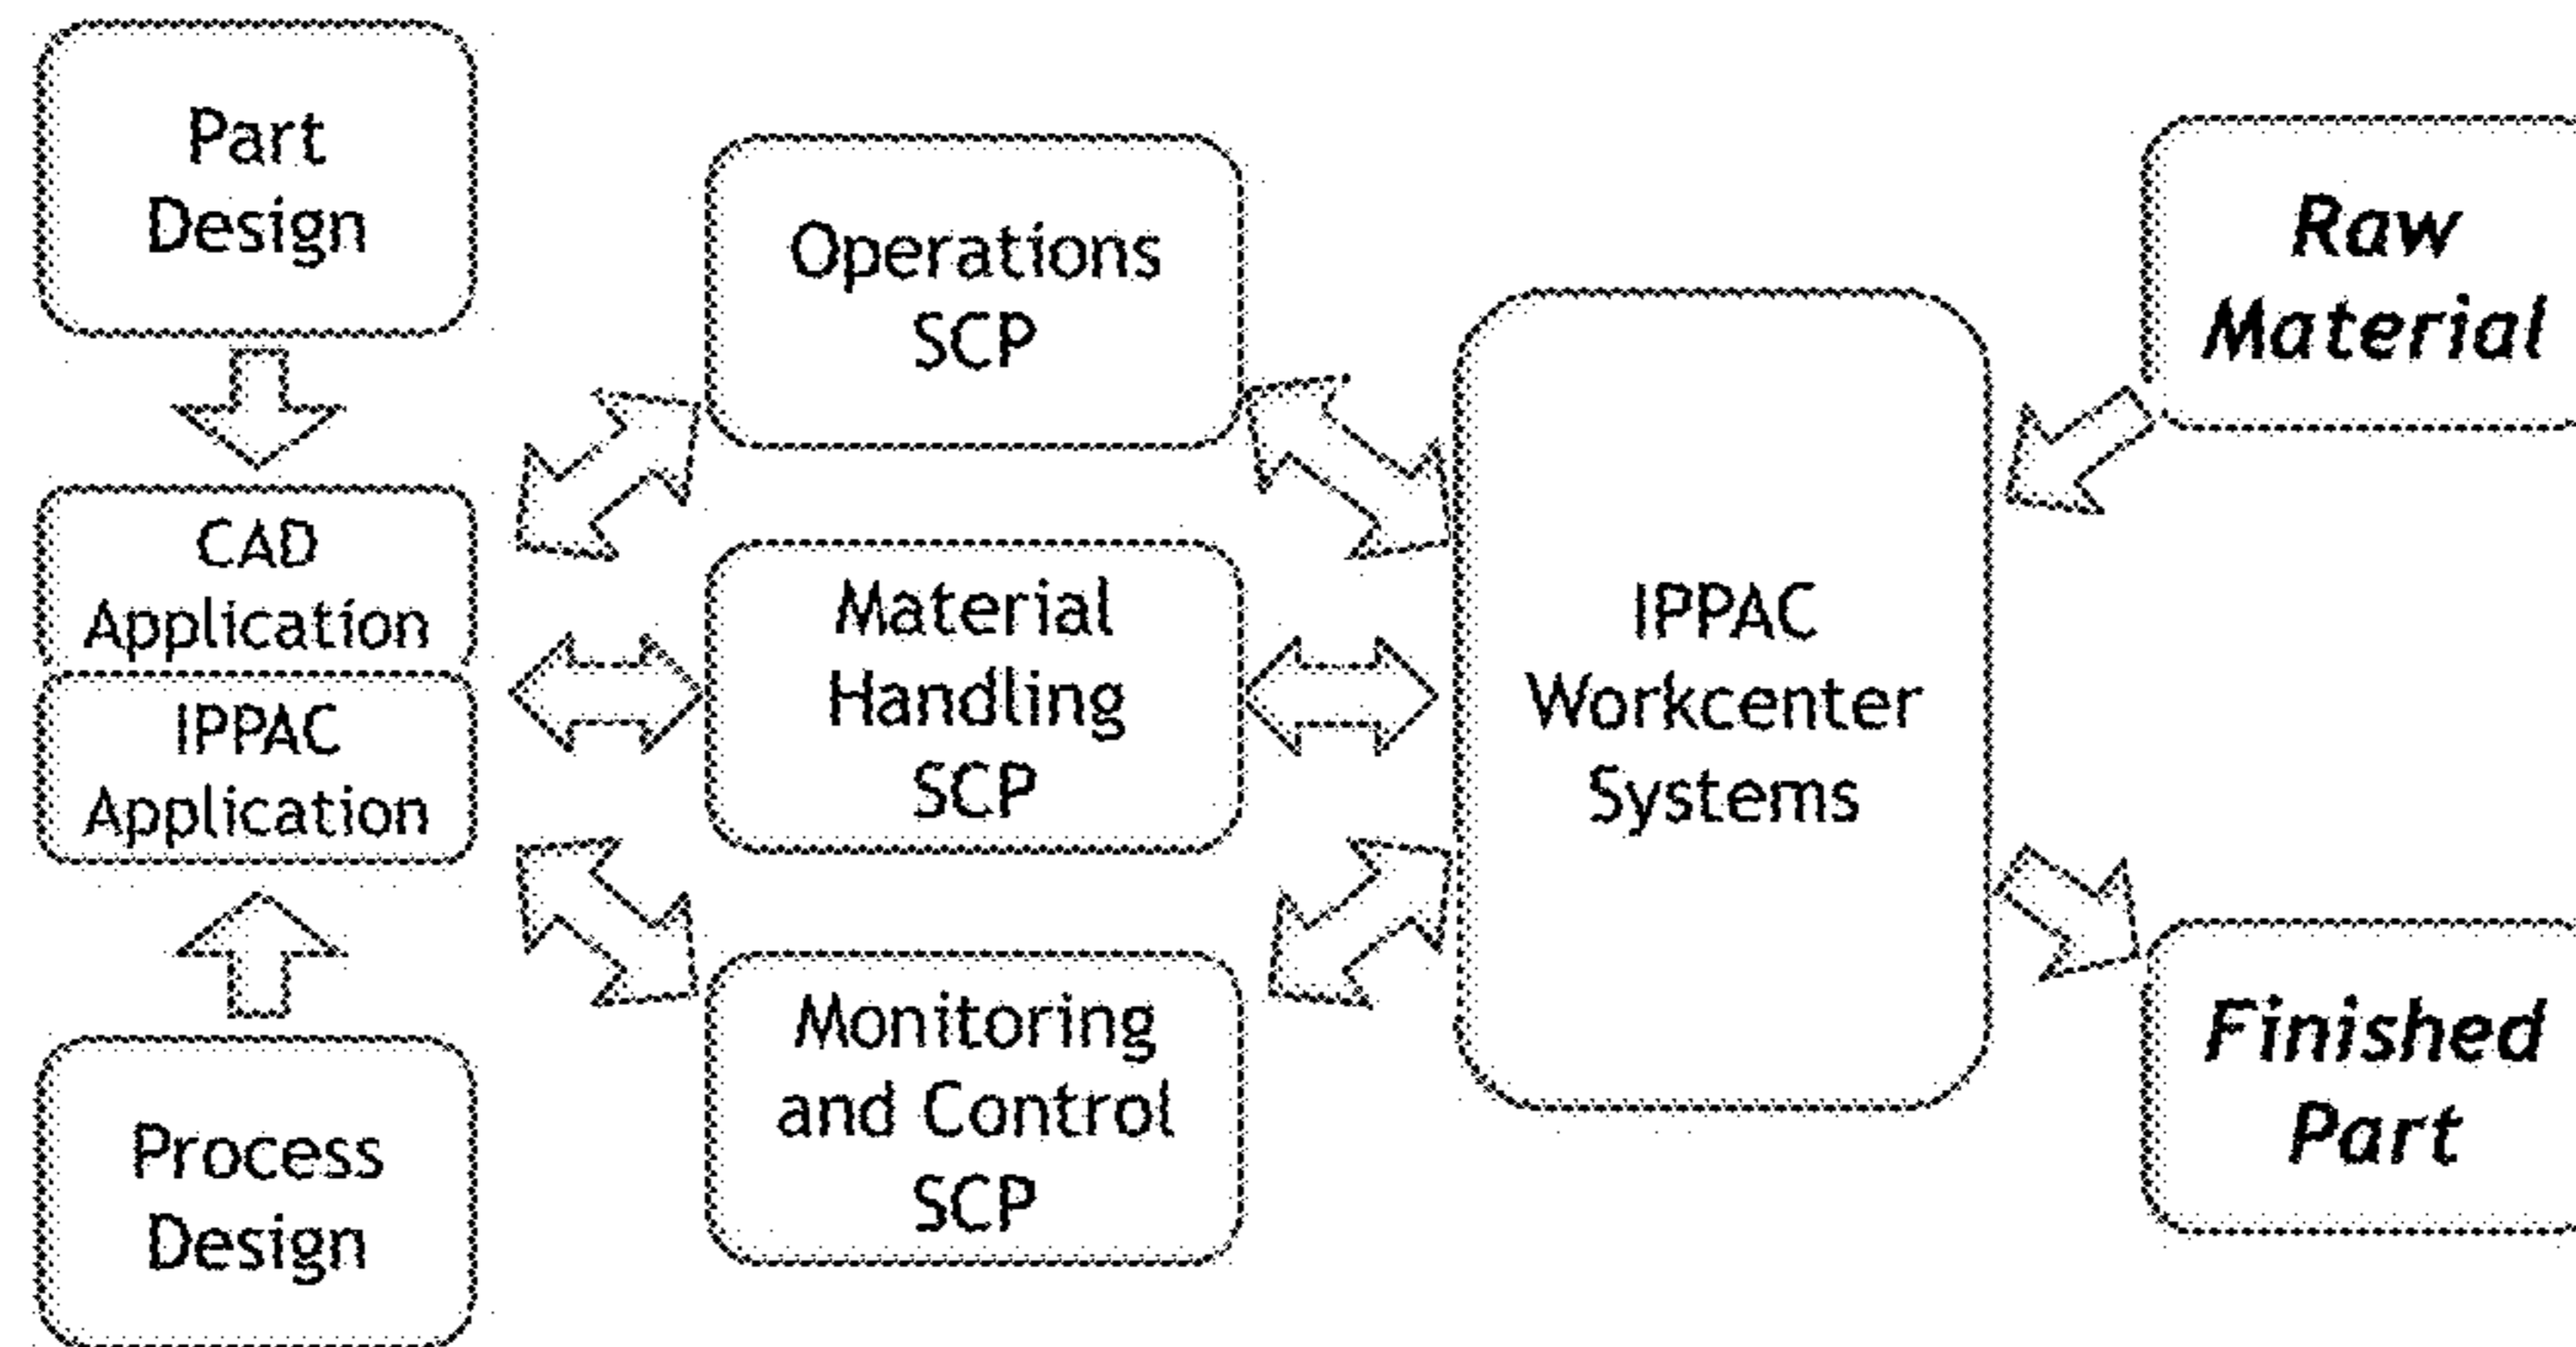 Part
Design
CAD
Application
IPPAC
Application
Process
Design
Operations
SCP
Material
Handling
SCP
Monitoring
and Control
SCP
IPPAC
Workcenter
Systems
Raw
Material
Finished
Part